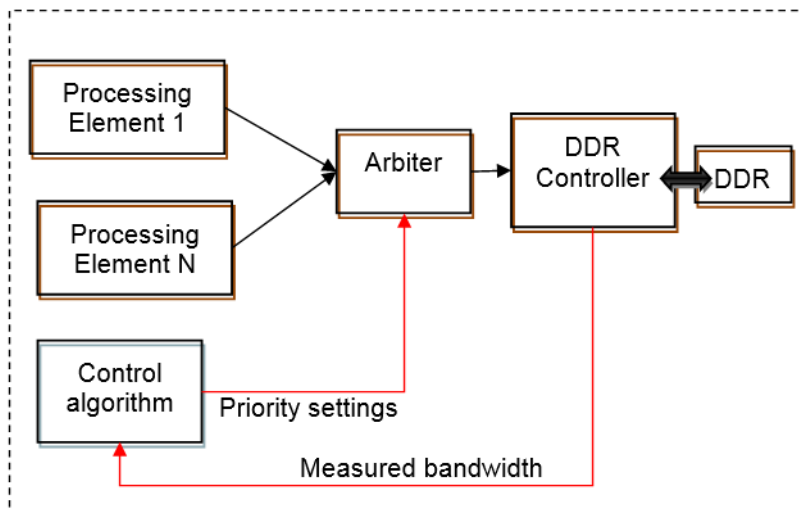 Processing
Element 1
Arbiter
DDR
Controller
DDR
Processing
Element N
Control
algorithm
Priority settings
Measured bandwidth